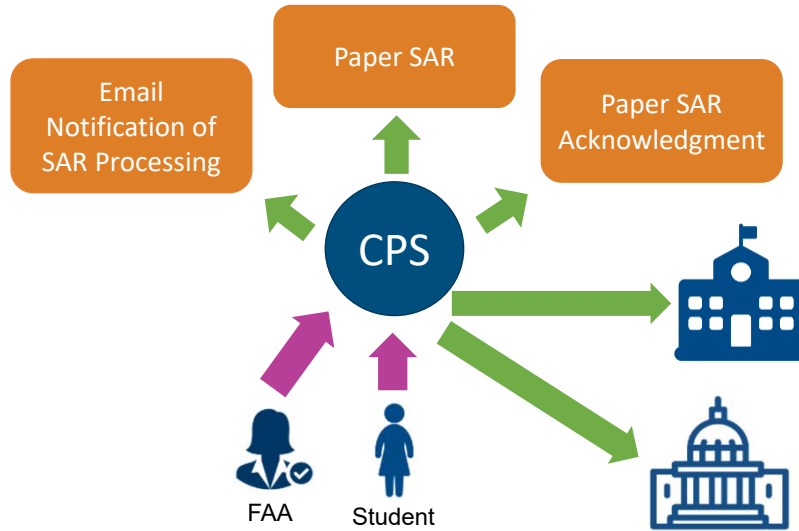 Paper SAR
Email
Notification of
SAR Processing
Paper SAR
Acknowledgment
CPS
FAA
Student